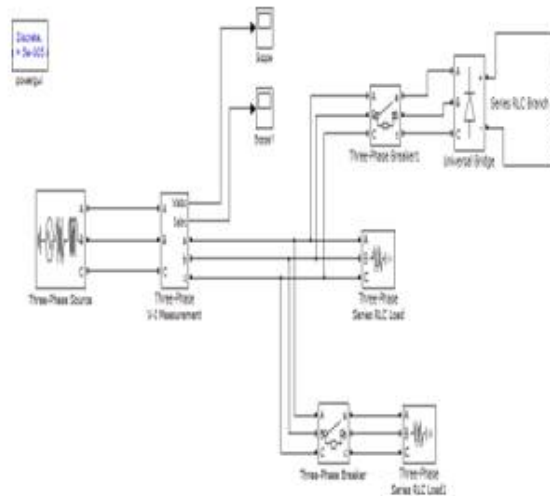 Discrete,
powergui
Scope
Scope1
A
B
C
Three-Phase Breaker1
A
B
C
Universal Bridge
Series RLC Branch
A
C
Three-Phase Source
A
B
C
Vabc
Iabc
Three-Phase
V-I Measurement
A
B
C
Three-Phase
Series RLC Load
A
B
C
Three-Phase Breaker
A
B
C
Three-Phase
Series RLC Load1